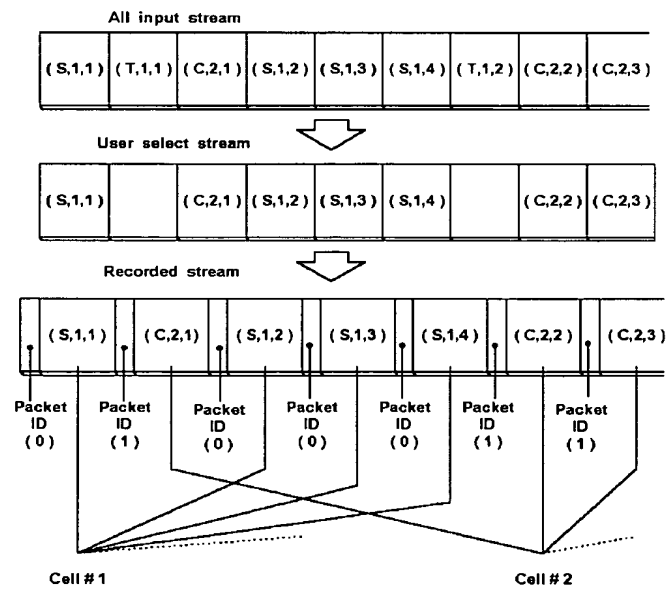 All input stream
( S,1,1 ) ( T,1,1 ) ( C,2,1 ) ( S,1,2 ) ( S,1,3 ) ( S,1,4 ) ( T,1,2 ) ( C,2,2 ) ( C,2,3 )
User select stream
( S,1,1 ) ( C,2,1 ) ( S,1,2 ) ( S,1,3 ) ( S,1,4 ) ( C,2,2 ) ( C,2,3 )
Recorded stream
( S,1,1 ) ( C,2,1 ) ( S,1,2 ) ( S,1,3 ) ( S,1,4 ) ( C,2,2 ) ( C,2,3 )
Packet Packet Packet Packet Packet Packet Packet
ID ID ID ID ID ID ID
( 0 ) ( 1 ) ( 0 ) ( 0 ) ( 0 ) ( 1 ) ( 1 )
Cell # 1 Cell # 2